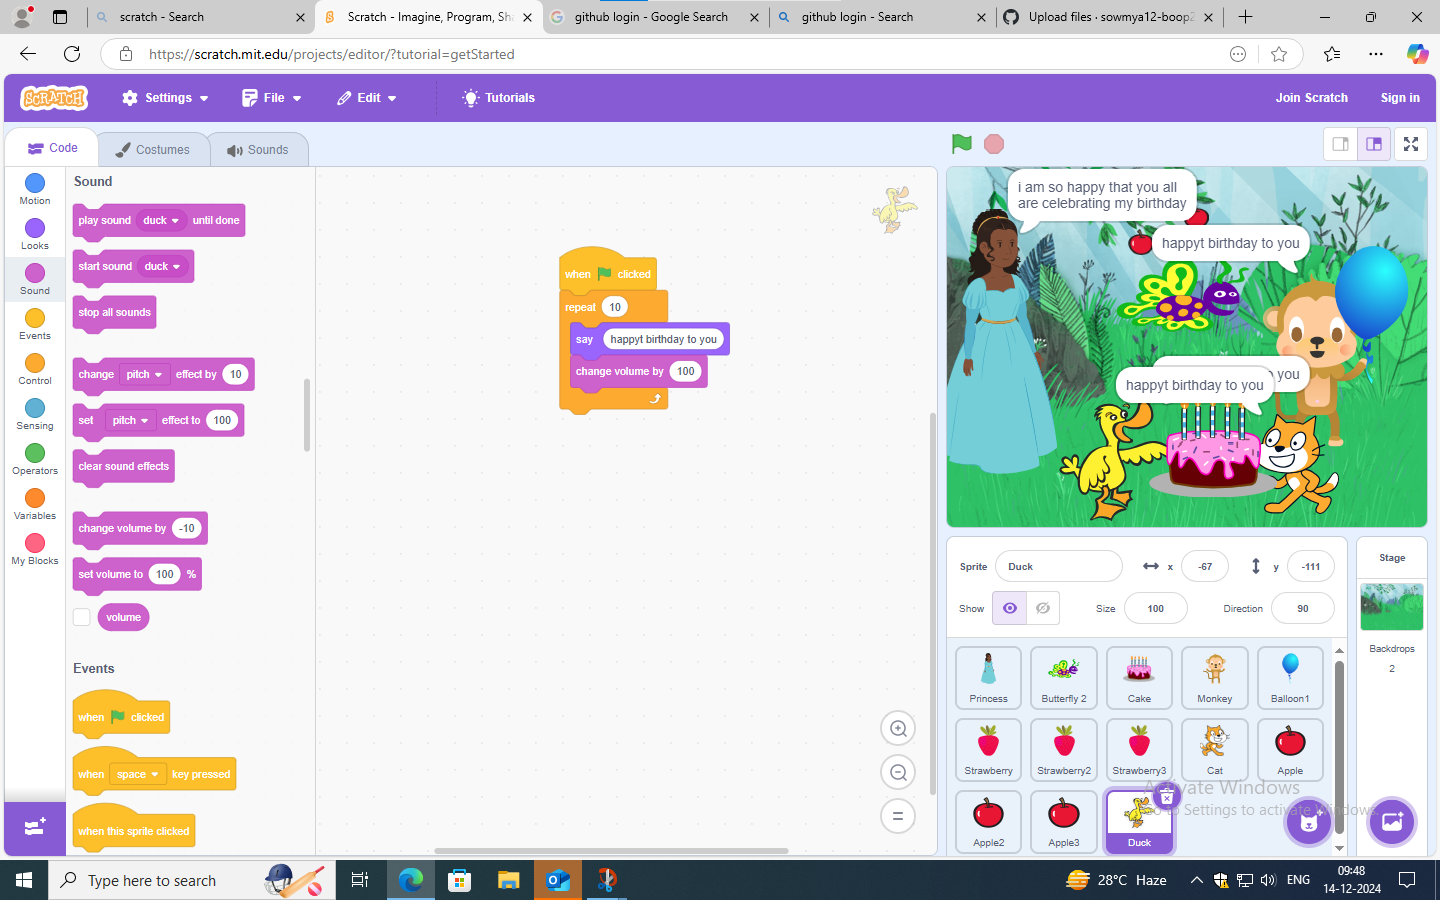 scratch - Search
Scratch - Imagine, Program, Sha
github login - Google Search
github login - Search
Upload files · sowmya12-boop2
https://scratch.mit.edu/projects/editor/?tutorial=getStarted
SCRATCH
Settings
File
Edit
Tutorials
Join Scratch
Sign in
Code
Costumes
Sounds
Motion
Looks
Sound
Events
Control
Sensing
Operators
Variables
My Blocks
Sound
play sound duck until done
start sound duck
stop all sounds
change pitch effect by 10
set pitch effect to 100
clear sound effects
change volume by -10
set volume to 100 %
volume
Events
when clicked
when space key pressed
when this sprite clicked
when clicked
repeat 10
say happyt birthday to you
change volume by 100
i am so happy that you all
are celebrating my birthday
happyt birthday to you
you
happyt birthday to you
Sprite Duck x -67 y -111
Show Size 100 Direction 90
Princess
Butterfly 2
Cake
Monkey
Balloon1
Strawberry
Strawberry2
Strawberry3
Cat
Apple
Apple2
Apple3
Duck
Stage
Backdrops
2
Activate Windows
Go to Settings to activate Windows.
Type here to search
28°C Haze
ENG
09:48
14-12-2024